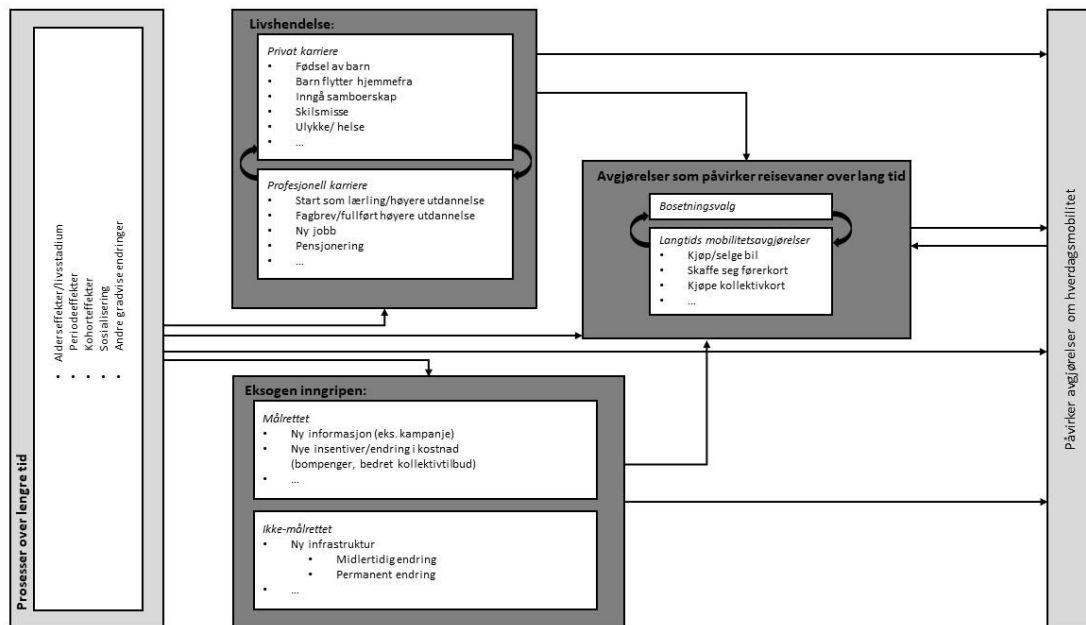 Prosesser over lengre tid
• Alderseffekter/livsstadium
• Periodeeffekter
• Kohorteffekter
• Sosialisering
• Andre gradvise endringer
Livshendelse:
Privat karriere
• Fødsel av barn
• Barn flytter hjemmefra
• Inngå samboerskap
• Skilsmisse
• Ulykke/ helse
• ...
Profesjonell karriere
• Start som lærling/høyere utdannelse
• Fagbrev/fullført høyere utdannelse
• Ny jobb
• Pensjonering
• ...
Avgjørelser som påvirker reisevaner over lang tid
Bosetningsvalg
Langtids mobilitetsavgjørelser
• Kjøp/selge bil
• Skaffe seg førerkort
• Kjøpe kollektivkort
• ...
Eksogen inngripen:
Målrettet
• Ny informasjon (eks. kampanje)
• Nye insentiver/endring i kostnad
(bompenger, bedret kollektivtilbud)
• ...
Ikke-målrettet
• Ny infrastruktur
• Midlertidig endring
• Permanent endring
• ...
Påvirker avgjørelser om hverdagsmobilitet